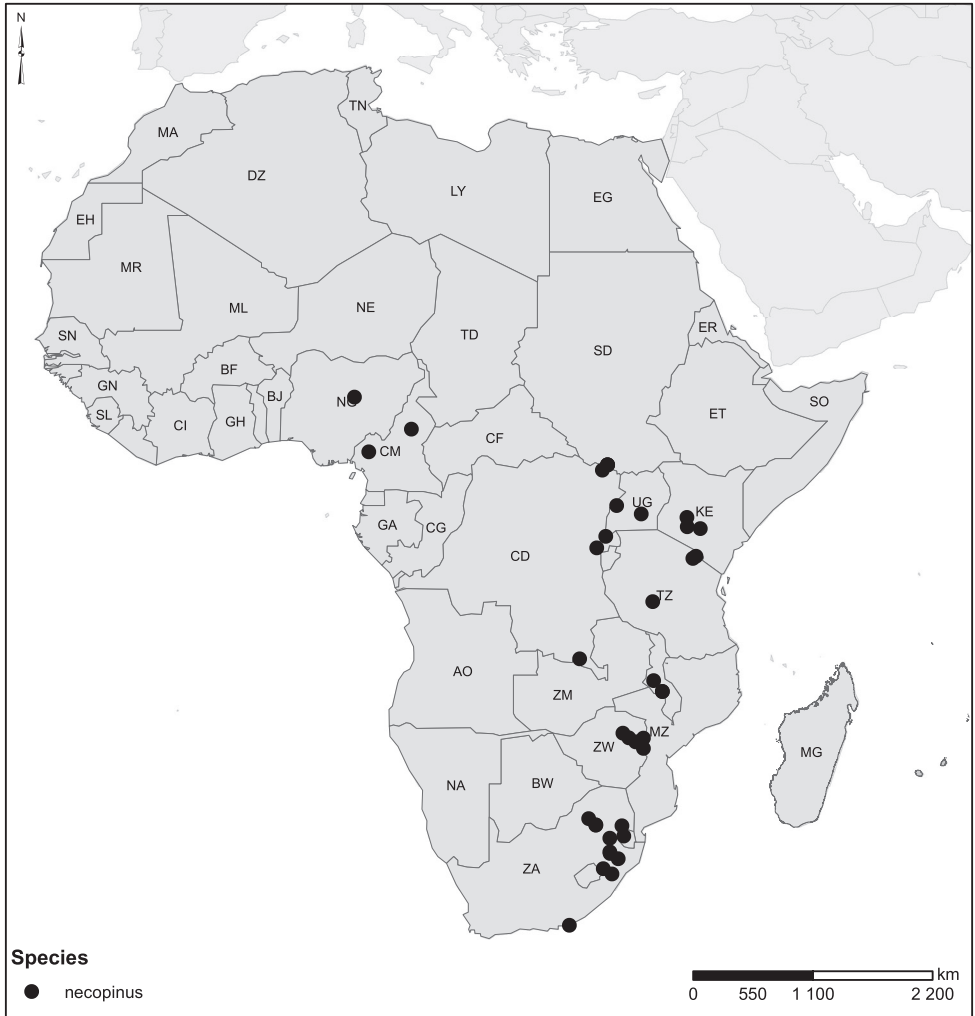 N
TN
MA
DZ
LY
EG
EH
MR
ML
NE
TD
SD
ER
SN
BF
GN
BJ
SO
SL
CI
GH
ET
CF
CM
UG
KE
GA
CG
CD
TZ
AO
ZM
MZ
ZW
MG
NA
BW
ZA
Species
necopinus
km
0 550 1 100 2 200